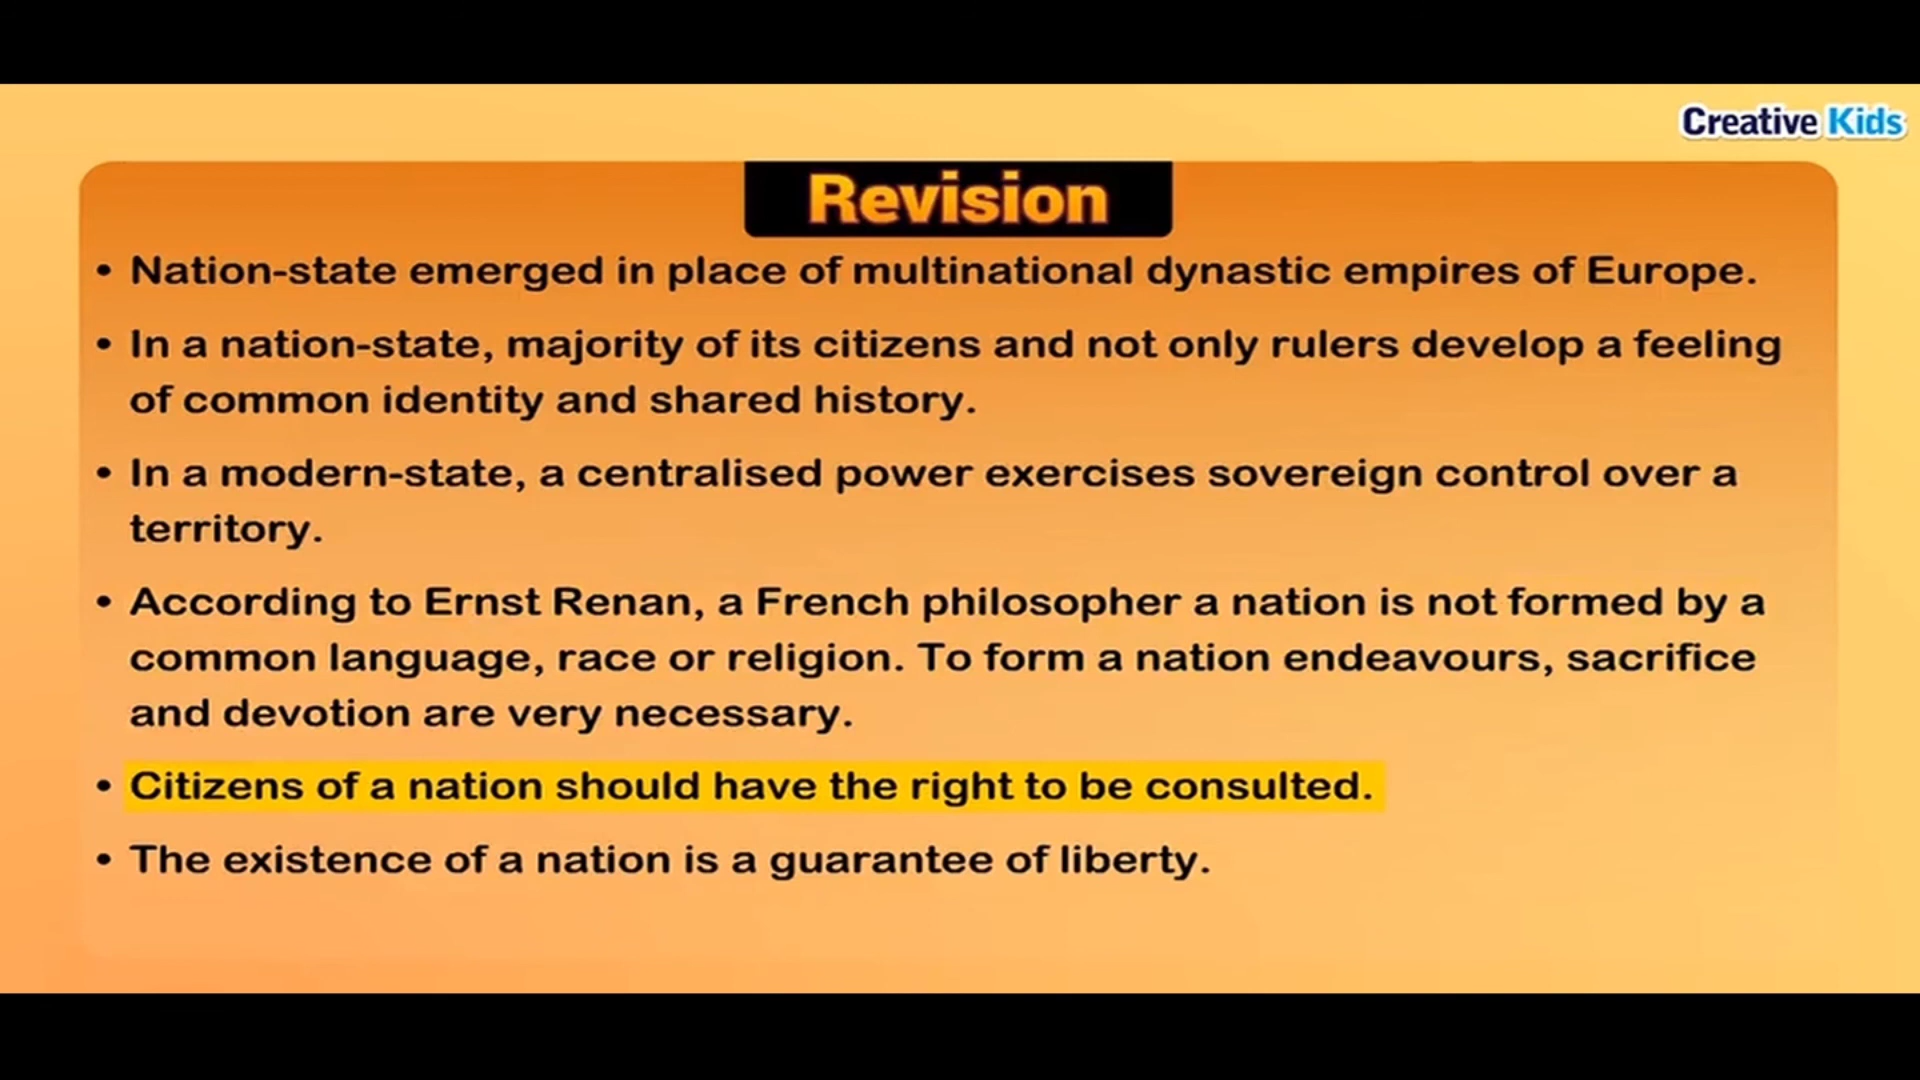 Creative Kids
Revision
• Nation-state emerged in place of multinational dynastic empires of Europe.
• In a nation-state, majority of its citizens and not only rulers develop a feeling
of common identity and shared history.
• In a modern-state, a centralised power exercises sovereign control over a
territory.
• According to Ernst Renan, a French philosopher a nation is not formed by a
common language, race or religion. To form a nation endeavours, sacrifice
and devotion are very necessary.
• Citizens of a nation should have the right to be consulted.
• The existence of a nation is a guarantee of liberty.